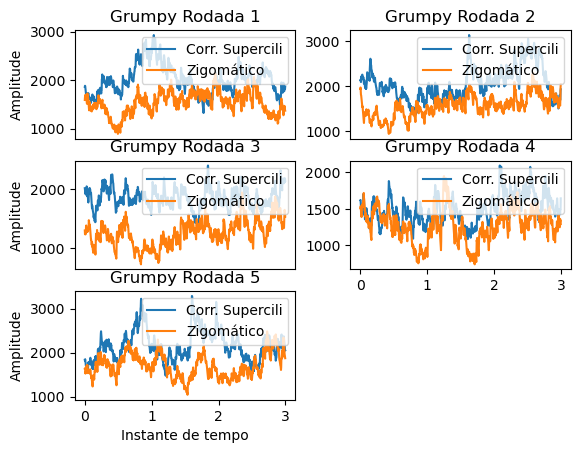 Grumpy Rodada 1
Grumpy Rodada 2
3000
2000
1000
Amplitude
Corr. Supercili
Zigomático
3000
2000
1000
Corr. Supercili
Zigomático
Grumpy Rodada 3
Grumpy Rodada 4
2000
1000
Amplitude
Corr. Supercili
Zigomático
2000
1500
1000
Corr. Supercili
Zigomático
0
1
2
3
Grumpy Rodada 5
3000
2000
1000
Amplitude
Corr. Supercili
Zigomático
0
1
2
3
Instante de tempo